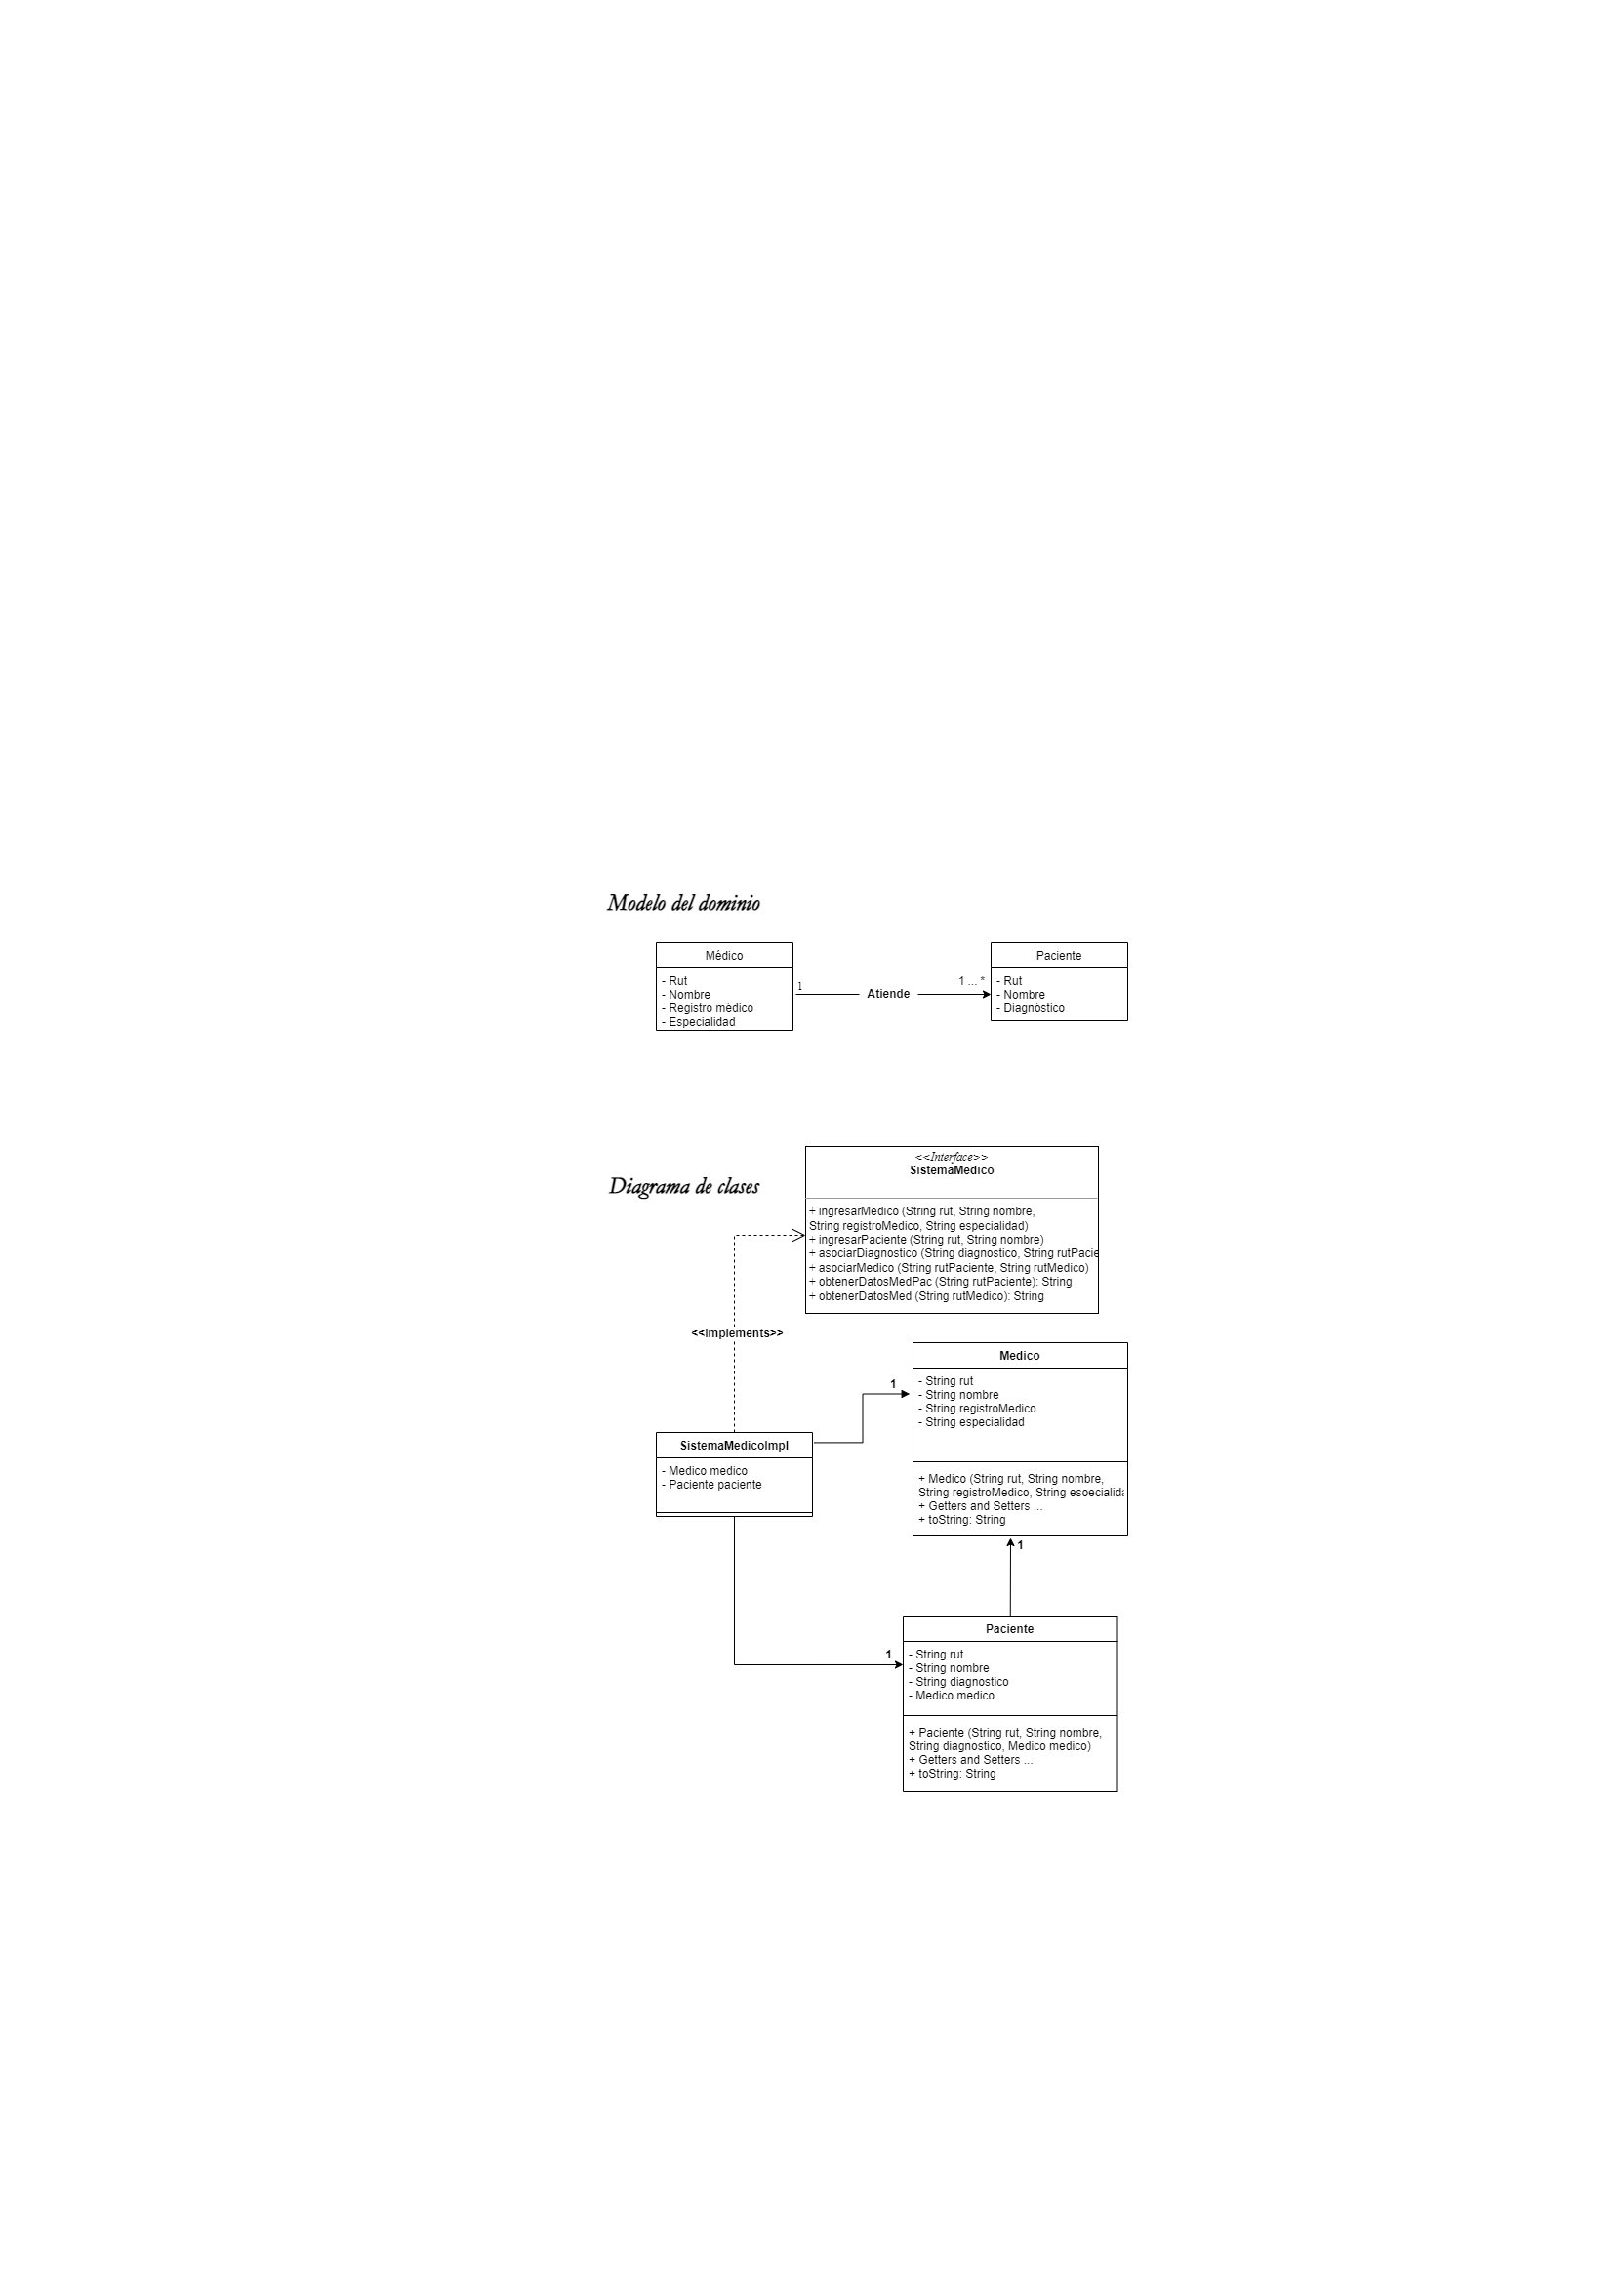 Modelo del dominio
Médico
- Rut
- Nombre
- Registro médico
- Especialidad
1
Atiende
1 ... *
Paciente
- Rut
- Nombre
- Diagnóstico
Diagrama de clases
<<Interface>>
SistemaMedico
+ ingresarMedico (String rut, String nombre,
String registroMedico, String especialidad)
+ ingresarPaciente (String rut, String nombre)
+ asociarDiagnostico (String diagnostico, String rutPacie
+ asociarMedico (String rutPaciente, String rutMedico)
+ obtenerDatosMedPac (String rutPaciente): String
+ obtenerDatosMed (String rutMedico): String
<<Implements>>
Medico
- String rut
- String nombre
- String registroMedico
- String especialidad
+ Medico (String rut, String nombre,
String registroMedico, String esoecialida
+ Getters and Setters ...
+ toString: String
1
SistemaMedicoImpl
- Medico medico
- Paciente paciente
1
1
Paciente
- String rut
- String nombre
- String diagnostico
- Medico medico
+ Paciente (String rut, String nombre,
String diagnostico, Medico medico)
+ Getters and Setters ...
+ toString: String